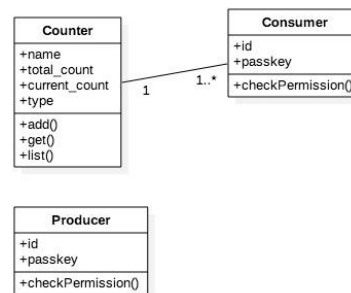 Counter
+name
+total_count
+current_count
+type
+add()
+get()
+list()
1
1..*
Consumer
+id
+passkey
+checkPermission()
Producer
+id
+passkey
+checkPermission()